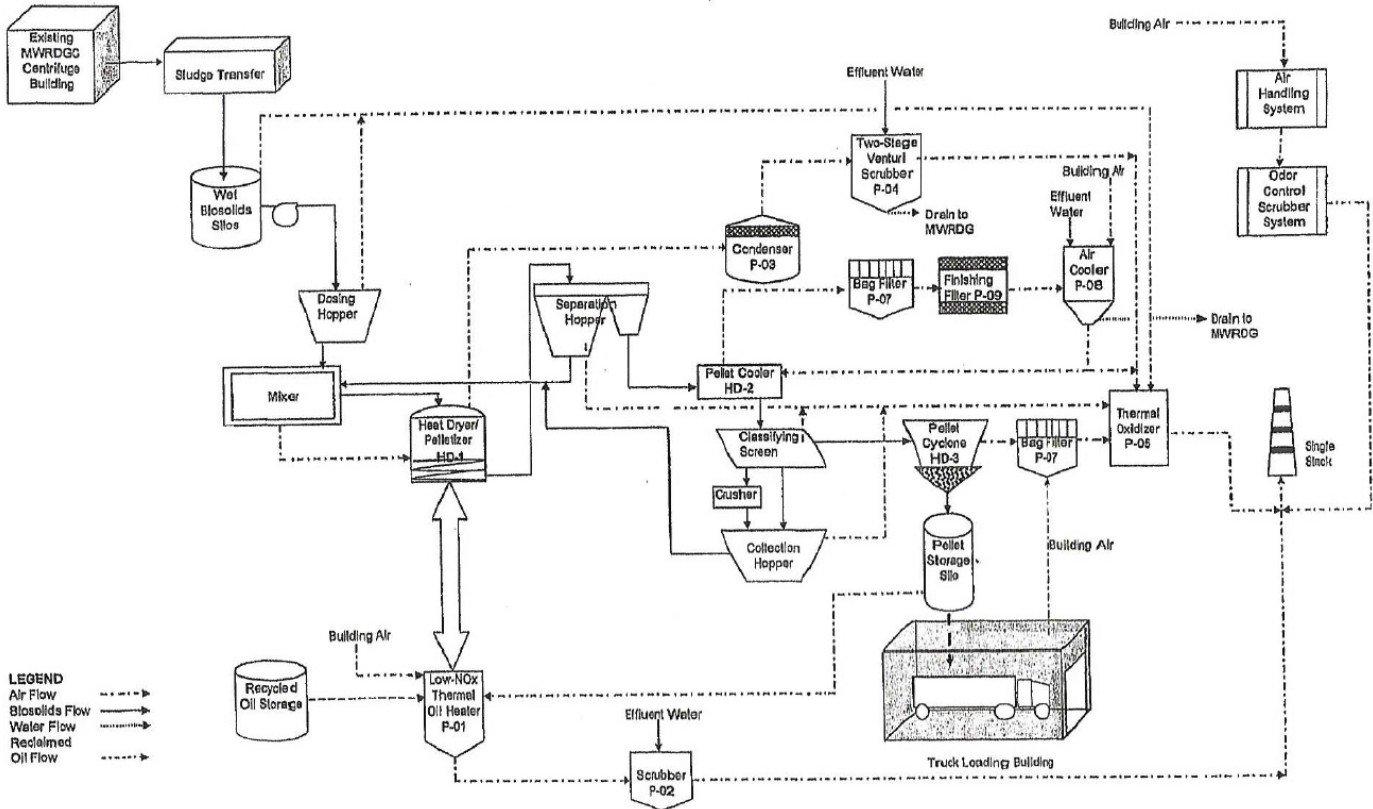 Existing
MWRDGC
Centrifuge
Building
Sludge Transfer
Building Air
Air
Handling
System
Effluent Water
Two-Stage
Venturi
Scrubber
P-04
Building Air
Effluent
Water
Odor
Control
Scrubber
System
Wet
Biosolids
Silos
Drain to
MWRDG
Condenser
P-03
Bag Filter
P-07
Finishing
Filter P-09
Air
Cooler
P-08
Dosing
Hopper
Separation
Hopper
Drain to
MWRDG
Mixer
Pellet Cooler
HD-2
Heat Dryer/
Pelletizer
HD-1
Classifying
Screen
Pellet
Cyclone
HD-3
Bag Filter
P-07
Thermal
Oxidizer
P-05
Single
Stack
Crusher
Collection
Hopper
Pellet
Storage
Silo
Building Air
Building Air
LEGEND
Air Flow
Biosolids Flow
Water Flow
Reclaimed
Oil Flow
Recycled
Oil Storage
Low-NOx
Thermal
Oil Heater
P-01
Effluent Water
Scrubber
P-02
Truck Loading Building